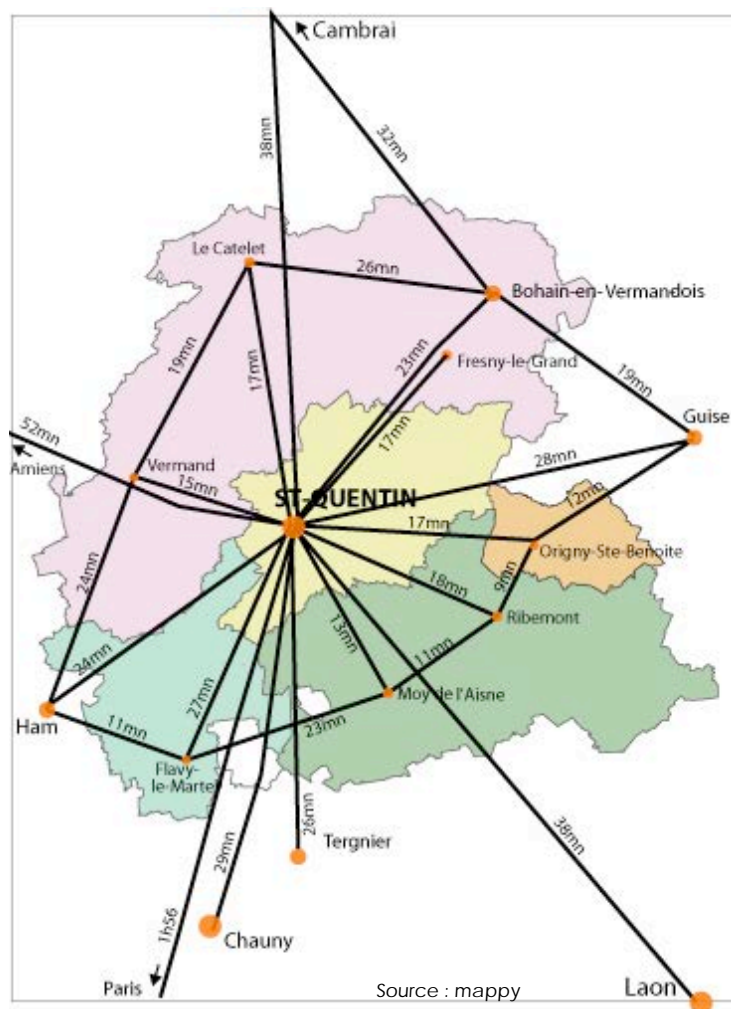 Cambrai
38mn
32mn
Le Catelet
26mn
Bohain-en-Vermandois
19mn
17mn
23mn
Fresny-le-Grand
17mn
19mn
Guise
52mn
Amiens
Vermand
15mn
ST-QUENTIN
28mn
12mn
17mn
Origny-Ste-Benoite
24mn
18mn
9mn
Ribemont
13mn
11mn
24mn
Moy de l'Aisne
Ham
11mn
27mn
23mn
Flavy-
le-Martel
26mn
38mn
Tergnier
29mn
Chauny
1h56
Paris
Source : mappy
Laon